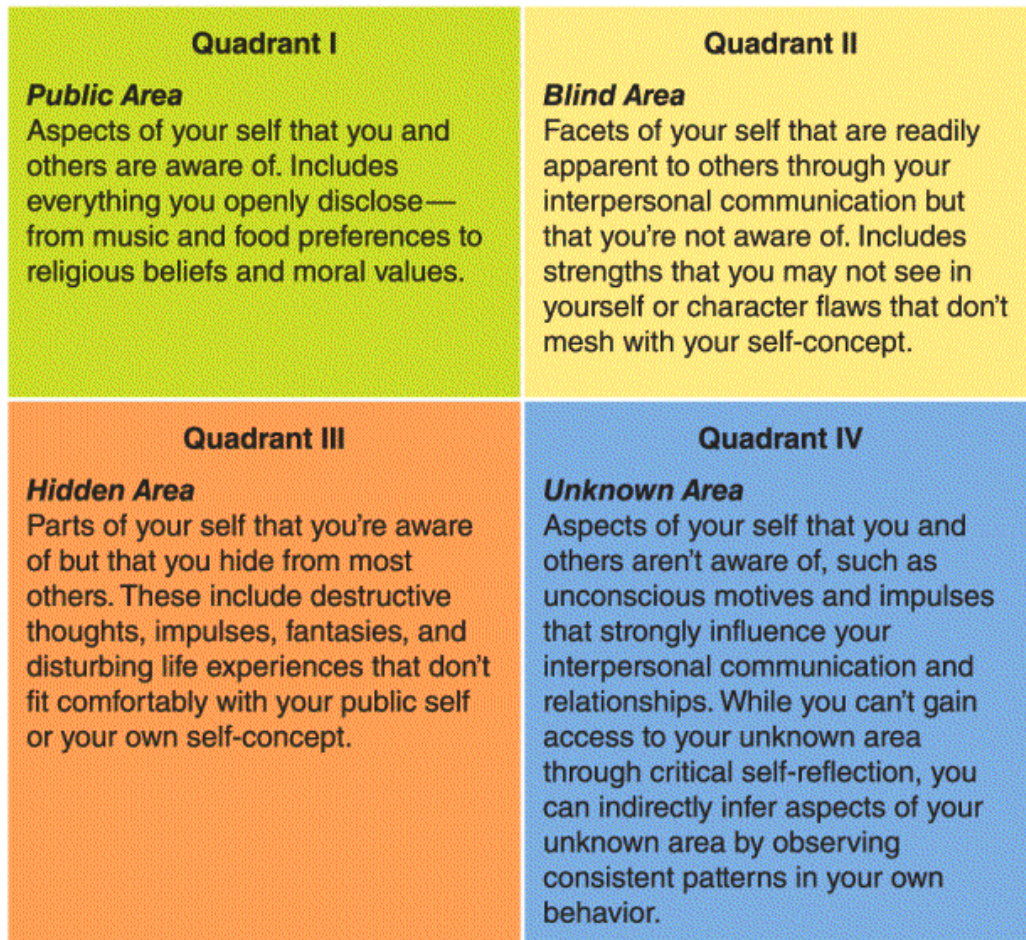 Quadrant I
Public Area
Aspects of your self that you and
others are aware of. Includes
everything you openly disclose—
from music and food preferences to
religious beliefs and moral values.
Quadrant II
Blind Area
Facets of your self that are readily
apparent to others through your
interpersonal communication but
that you're not aware of. Includes
strengths that you may not see in
yourself or character flaws that don't
mesh with your self-concept.
Quadrant III
Hidden Area
Parts of your self that you're aware
of but that you hide from most
others. These include destructive
thoughts, impulses, fantasies, and
disturbing life experiences that don't
fit comfortably with your public self
or your own self-concept.
Quadrant IV
Unknown Area
Aspects of your self that you and
others aren't aware of, such as
unconscious motives and impulses
that strongly influence your
interpersonal communication and
relationships. While you can't gain
access to your unknown area
through critical self-reflection, you
can indirectly infer aspects of your
unknown area by observing
consistent patterns in your own
behavior.